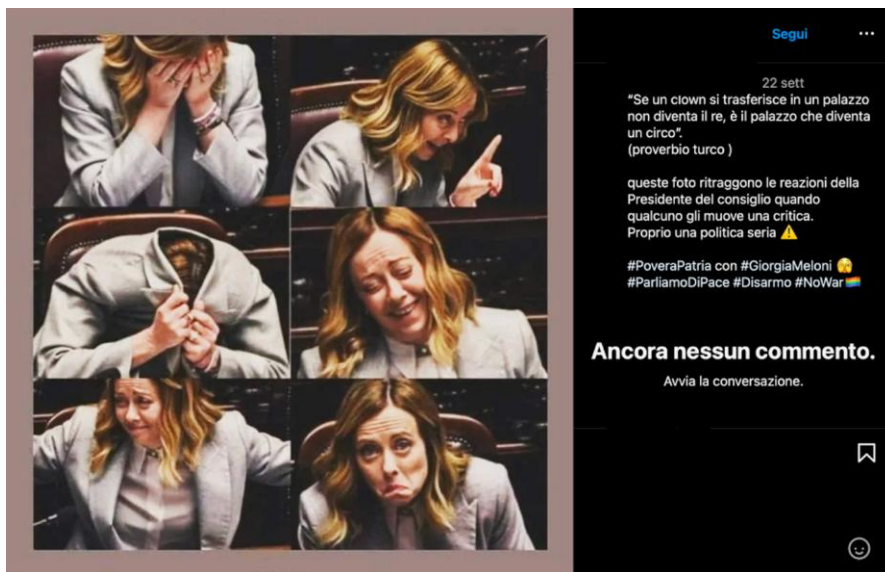 Segui
22 sett
“Se un clown si trasferisce in un palazzo
non diventa il re, è il palazzo che diventa
un circo”.
(proverbio turco )
queste foto ritraggono le reazioni della
Presidente del consiglio quando
qualcuno gli muove una critica.
Proprio una politica seria ⚠️
#PoveraPatria con #GiorgiaMeloni 🫣
#ParliamoDiPace #Disarmo #NoWar🏳️‍🌈
Ancora nessun commento.
Avvia la conversazione.